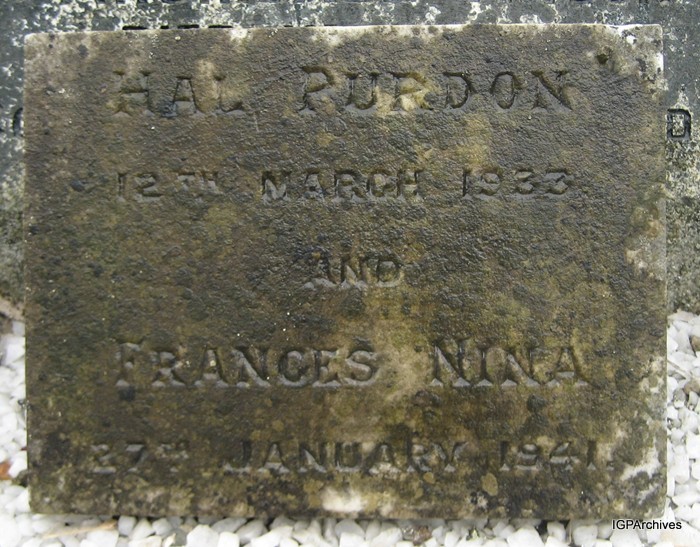 HAL PURDON
12TH MARCH 1933
AND
FRANCES NINA
27TH JANUARY 1941.
IGPArchives